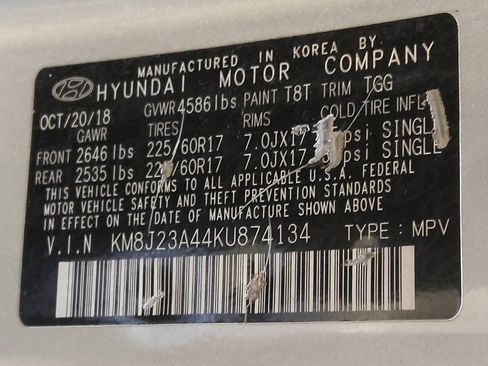 MANUFACTURED IN KOREA BY.
HYUNDAI MOTOR COMPANY
OCT/20/18 GVWR 4586 lbs PAINT T8T TRIM TGG
GAWR TIRES RIMS COLD TIRE INFL
FRONT 2646 lbs 225/60R17 7.0JX17 psi SINGLE
REAR 2535 lbs 60R17 7.0JX17 psi SINGLE
THIS VEHICLE CONFORMS TO ALL APPLICABLE U.S.A. FEDERAL
MOTOR VEHICLE SAFETY AND THEFT PREVENTION STANDARDS
IN EFFECT ON THE DATE OF MANUFACTURE SHOWN ABOVE
V.I.N KM8J23A44KU874134 TYPE : MPV